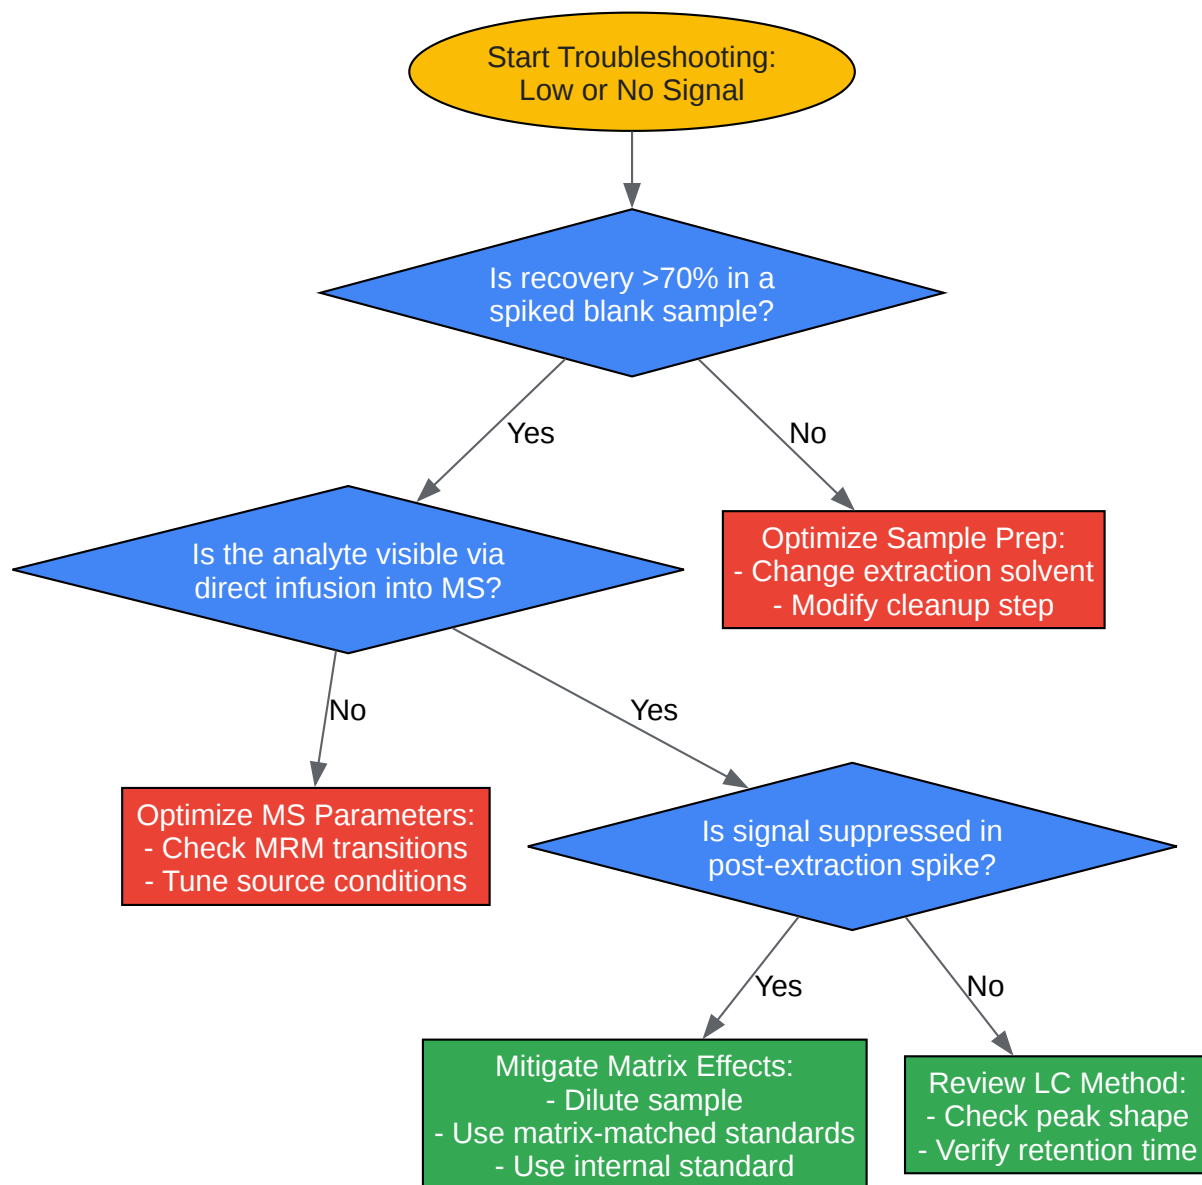 Start Troubleshooting:
Low or No Signal
Is recovery >70% in a
spiked blank sample?
Yes
No
Is the analyte visible via
direct infusion into MS?
Optimize Sample Prep:
- Change extraction solvent
- Modify cleanup step
No
Yes
Optimize MS Parameters:
- Check MRM transitions
- Tune source conditions
Is signal suppressed in
post-extraction spike?
Yes
No
Mitigate Matrix Effects:
- Dilute sample
- Use matrix-matched standards
- Use internal standard
Review LC Method:
- Check peak shape
- Verify retention time